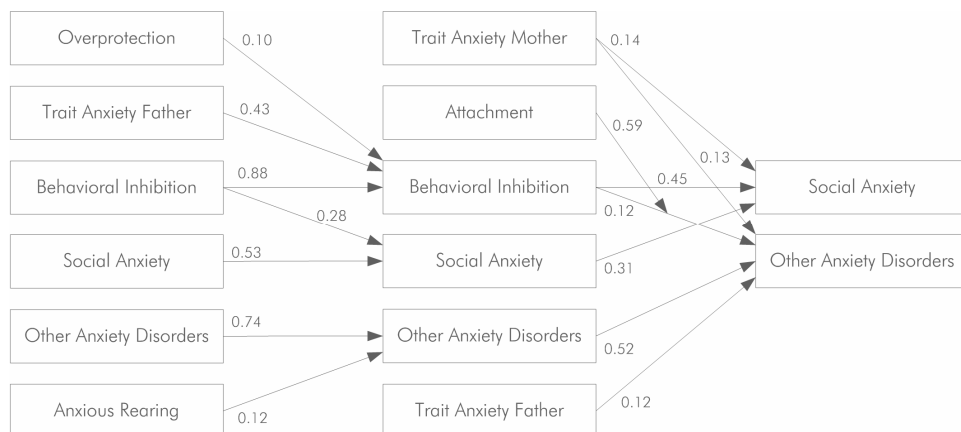 Overprotection
0.10
Trait Anxiety Mother
0.14
Trait Anxiety Father
0.43
Attachment
0.59
0.13
Behavioral Inhibition
0.88
Behavioral Inhibition
0.45
Social Anxiety
0.28
0.12
Social Anxiety
0.53
Social Anxiety
0.31
Other Anxiety Disorders
Other Anxiety Disorders
0.74
Other Anxiety Disorders
0.52
Anxious Rearing
0.12
Trait Anxiety Father
0.12